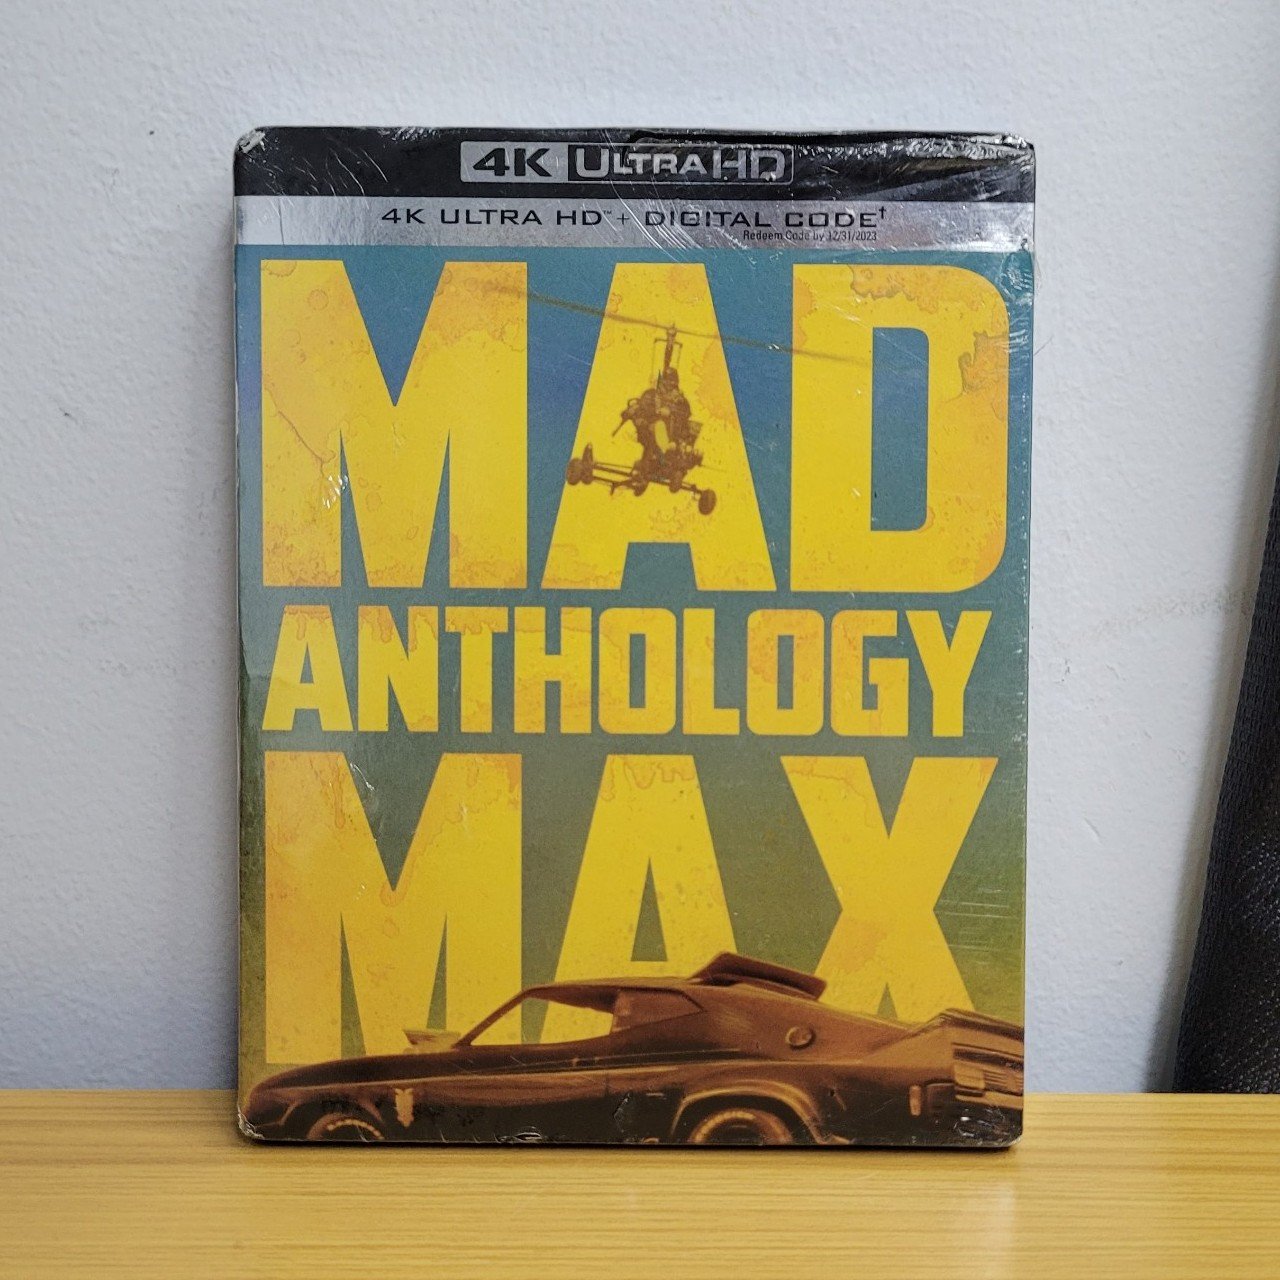 4K ULTRA HD
4K ULTRA HD™ + DIGITAL CODE†
Redeem Code by 12/31/2023
MAD
ANTHOLOGY
MAX